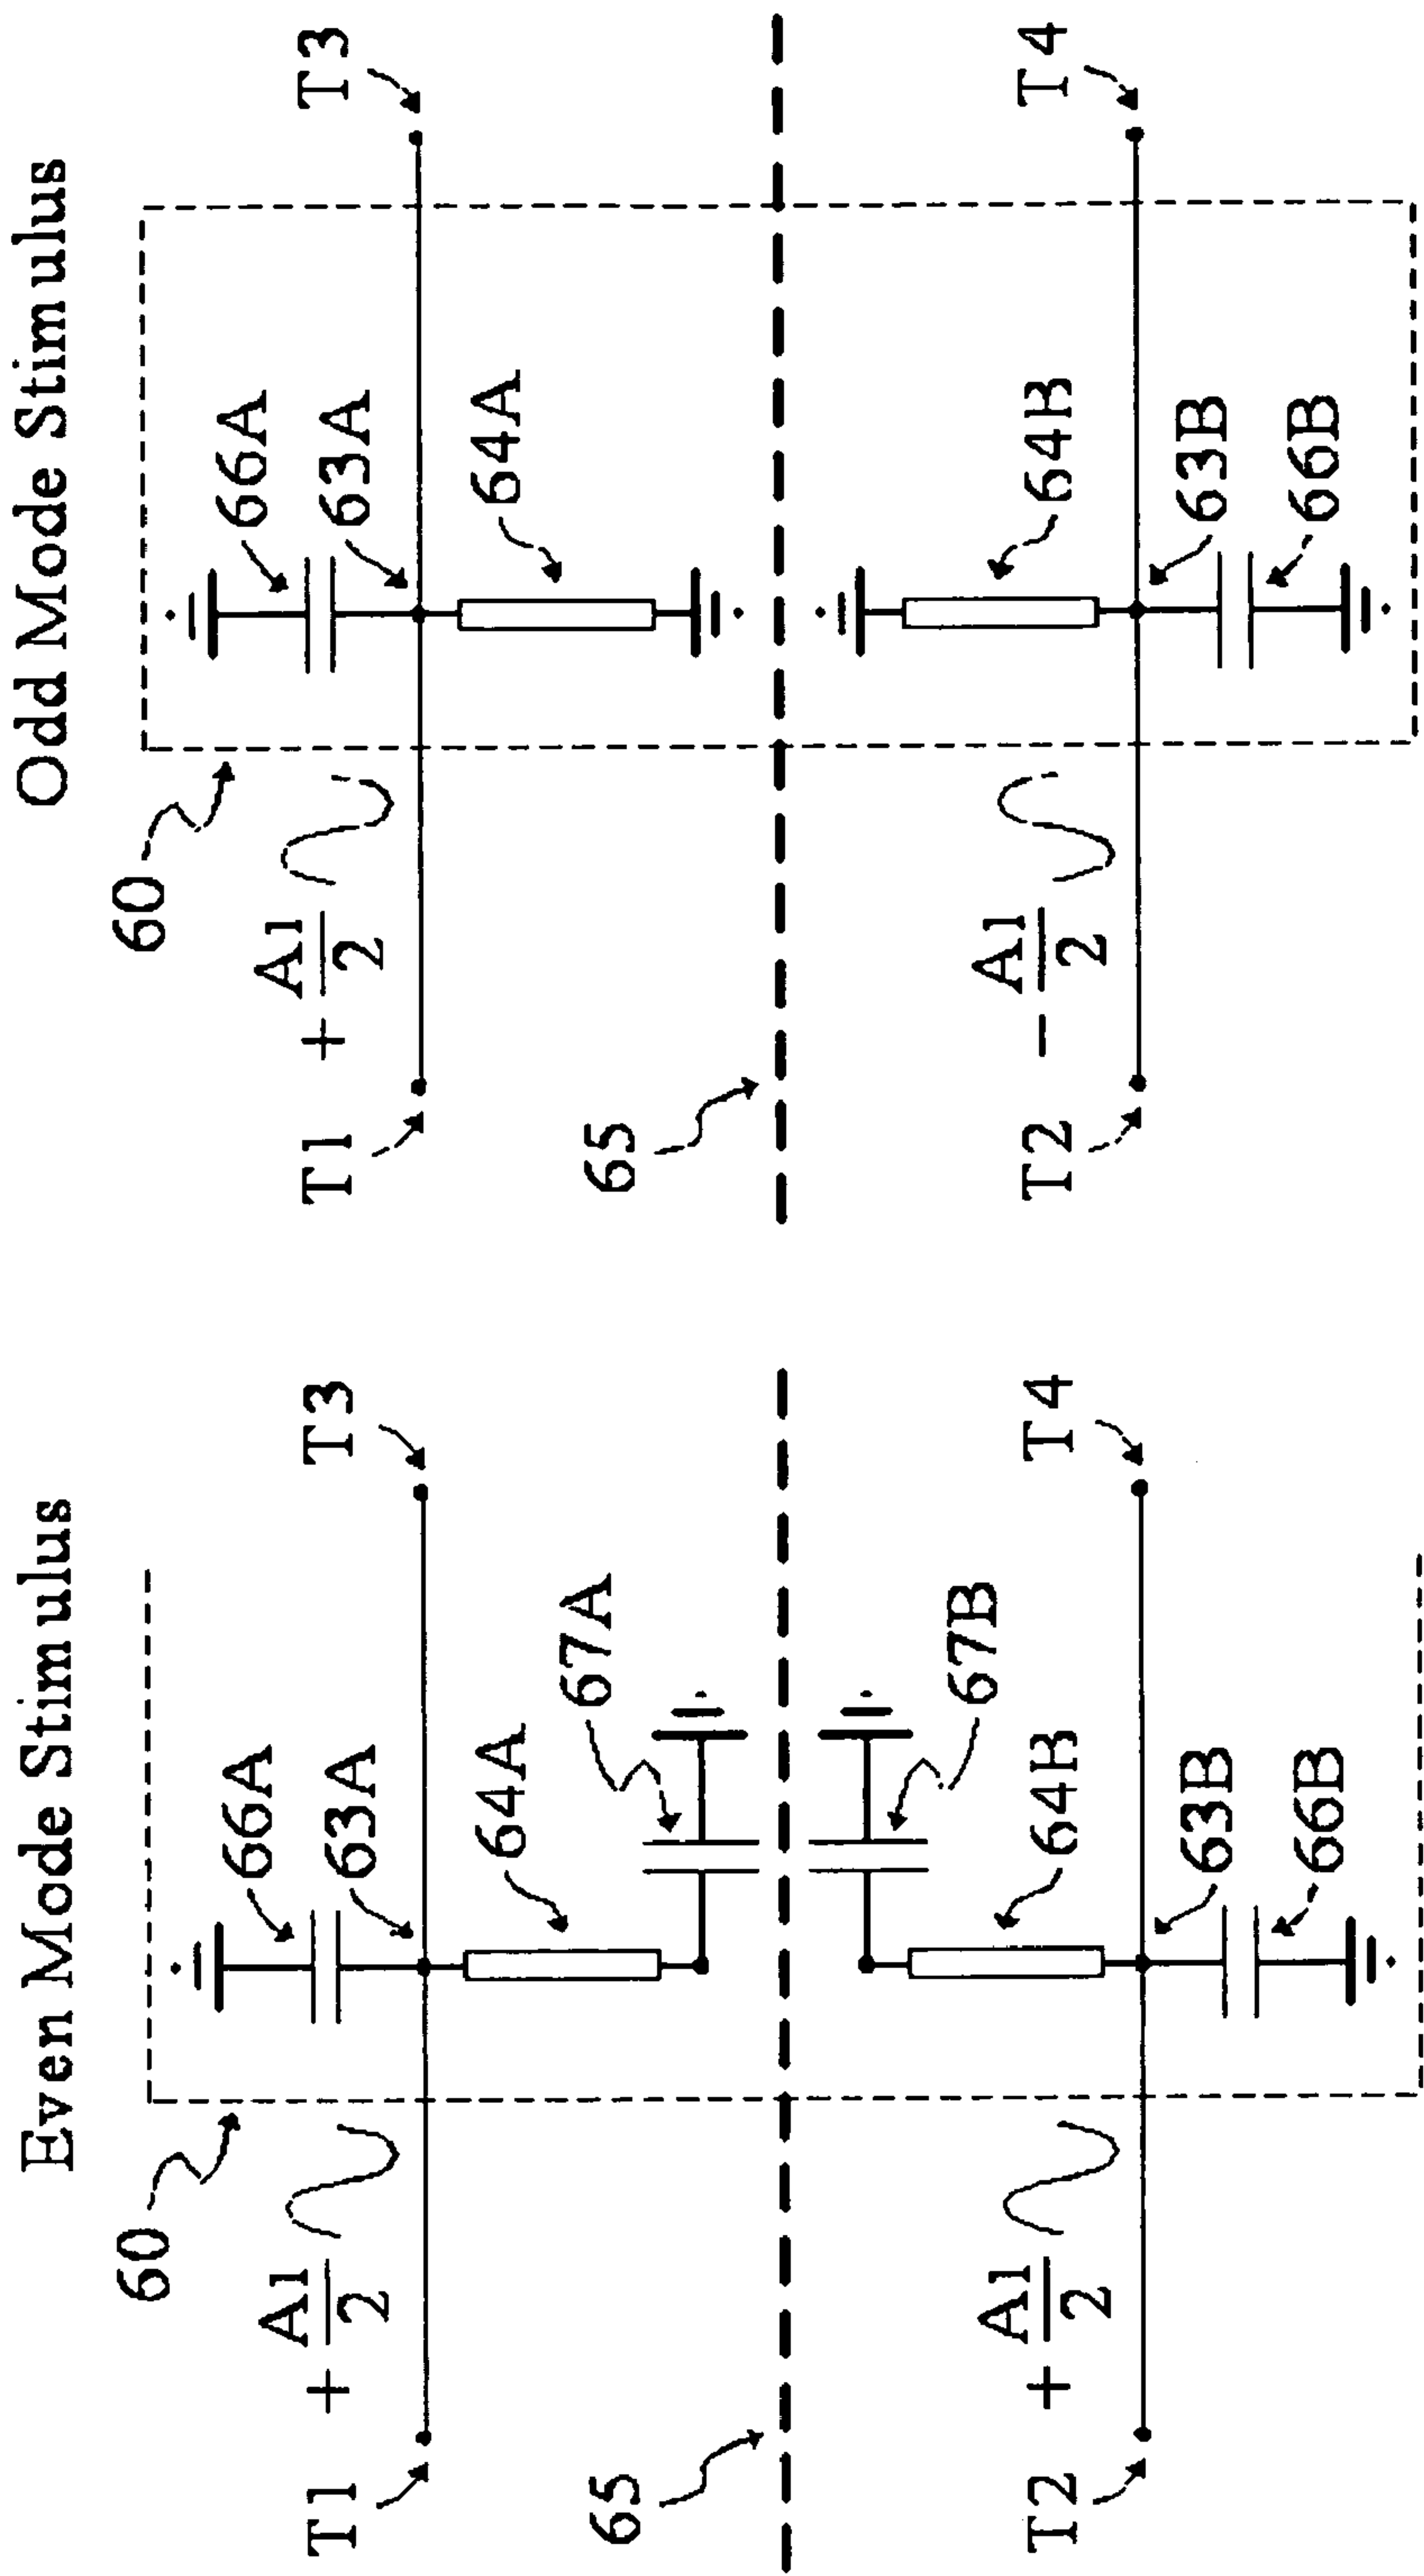 Even Mode Stimulus
60
66A
63A
T1
+ A1/2
T3
64A
67A
65
67B
64B
T2
+ A1/2
T4
63B
66B
Odd Mode Stimulus
60
66A
63A
T1
+ A1/2
T3
64A
65
64B
T2
- A1/2
T4
63B
66B